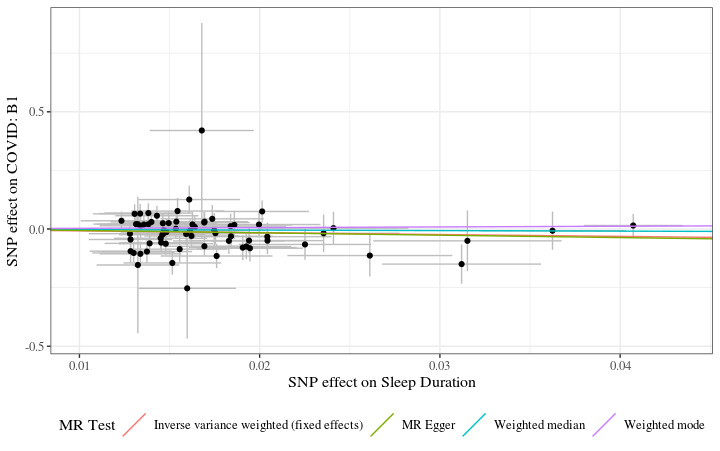 SNP effect on COVID: B1
0.5
0.0
-0.5
0.01 0.02 0.03 0.04
SNP effect on Sleep Duration
MR Test Inverse variance weighted (fixed effects) MR Egger Weighted median Weighted mode